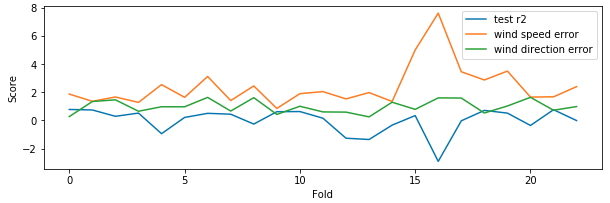 8
6
4
2
0
−2
Score
0
5
10
15
20
Fold
test r2
wind speed error
wind direction error